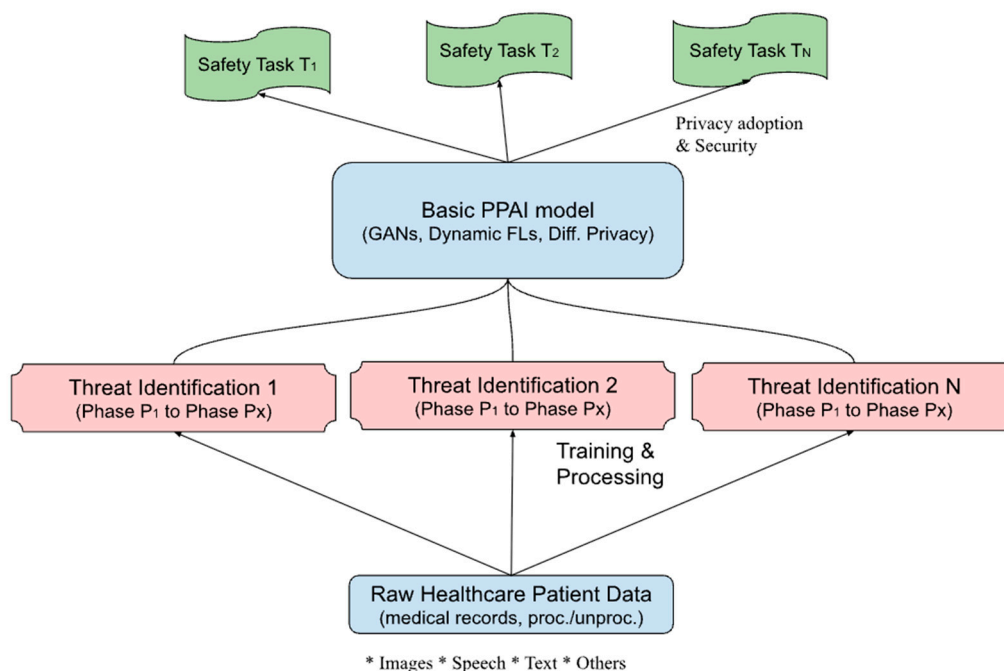 Safety Task T1
Safety Task T2
Safety Task TN
Privacy adoption
& Security
Basic PPAI model
(GANs, Dynamic FLs, Diff. Privacy)
Threat Identification 1
(Phase P1 to Phase Px)
Threat Identification 2
(Phase P1 to Phase Px)
Threat Identification N
(Phase P1 to Phase Px)
Training &
Processing
Raw Healthcare Patient Data
(medical records, proc./unproc.)
* Images * Speech * Text * Others